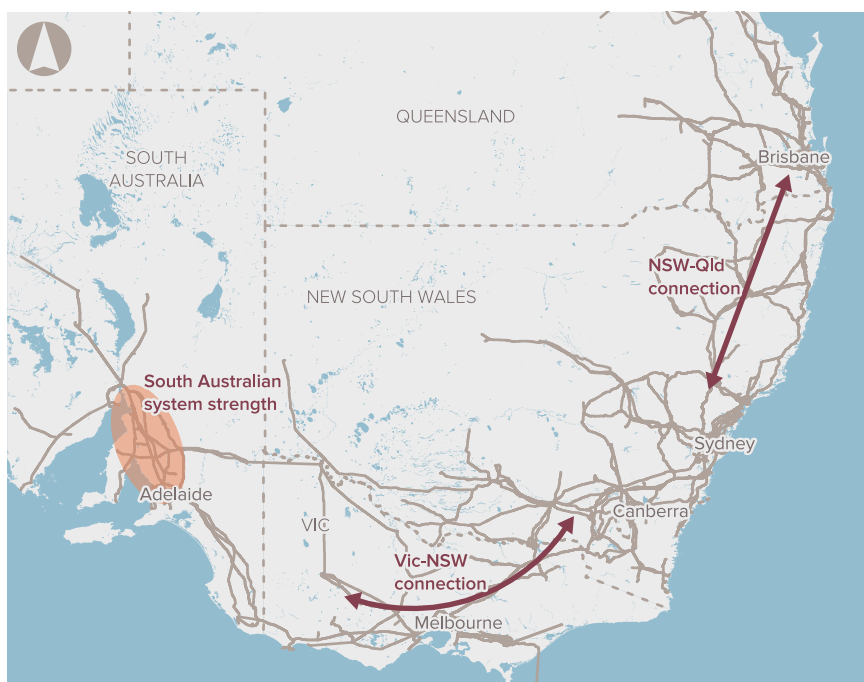 QUEENSLAND
Brisbane
SOUTH
AUSTRALIA
NSW-Qld
connection
NEW SOUTH WALES
South Australian
system strength
Sydney
Adelaide
Canberra
VIC
Vic-NSW
connection
Melbourne